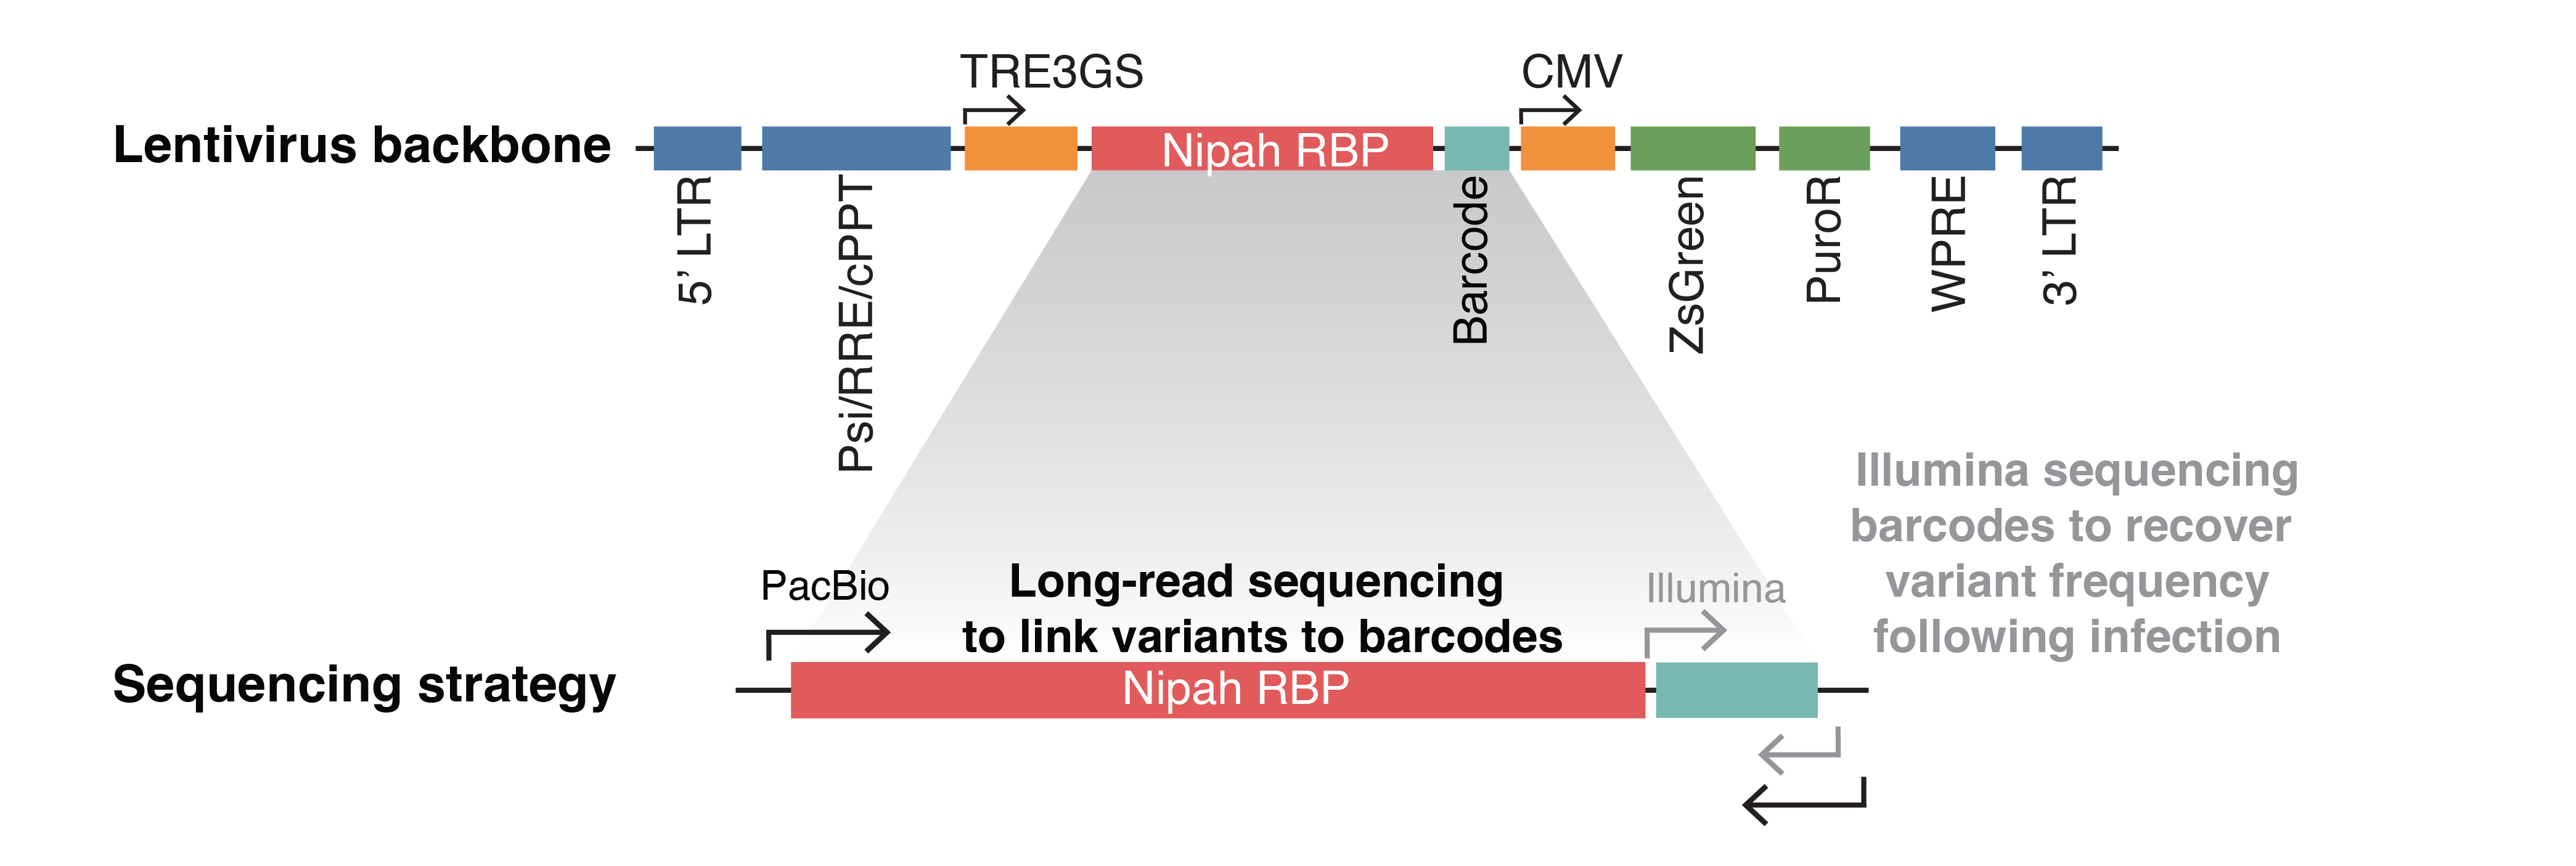 TRE3GS
CMV
Lentivirus backbone
Nipah RBP
5’ LTR
Psi/RRE/cPPT
Barcode
ZsGreen
PuroR
WPRE
3’ LTR
Illumina sequencing
barcodes to recover
variant frequency
following infection
PacBio
Long-read sequencing
to link variants to barcodes
Illumina
Sequencing strategy
Nipah RBP